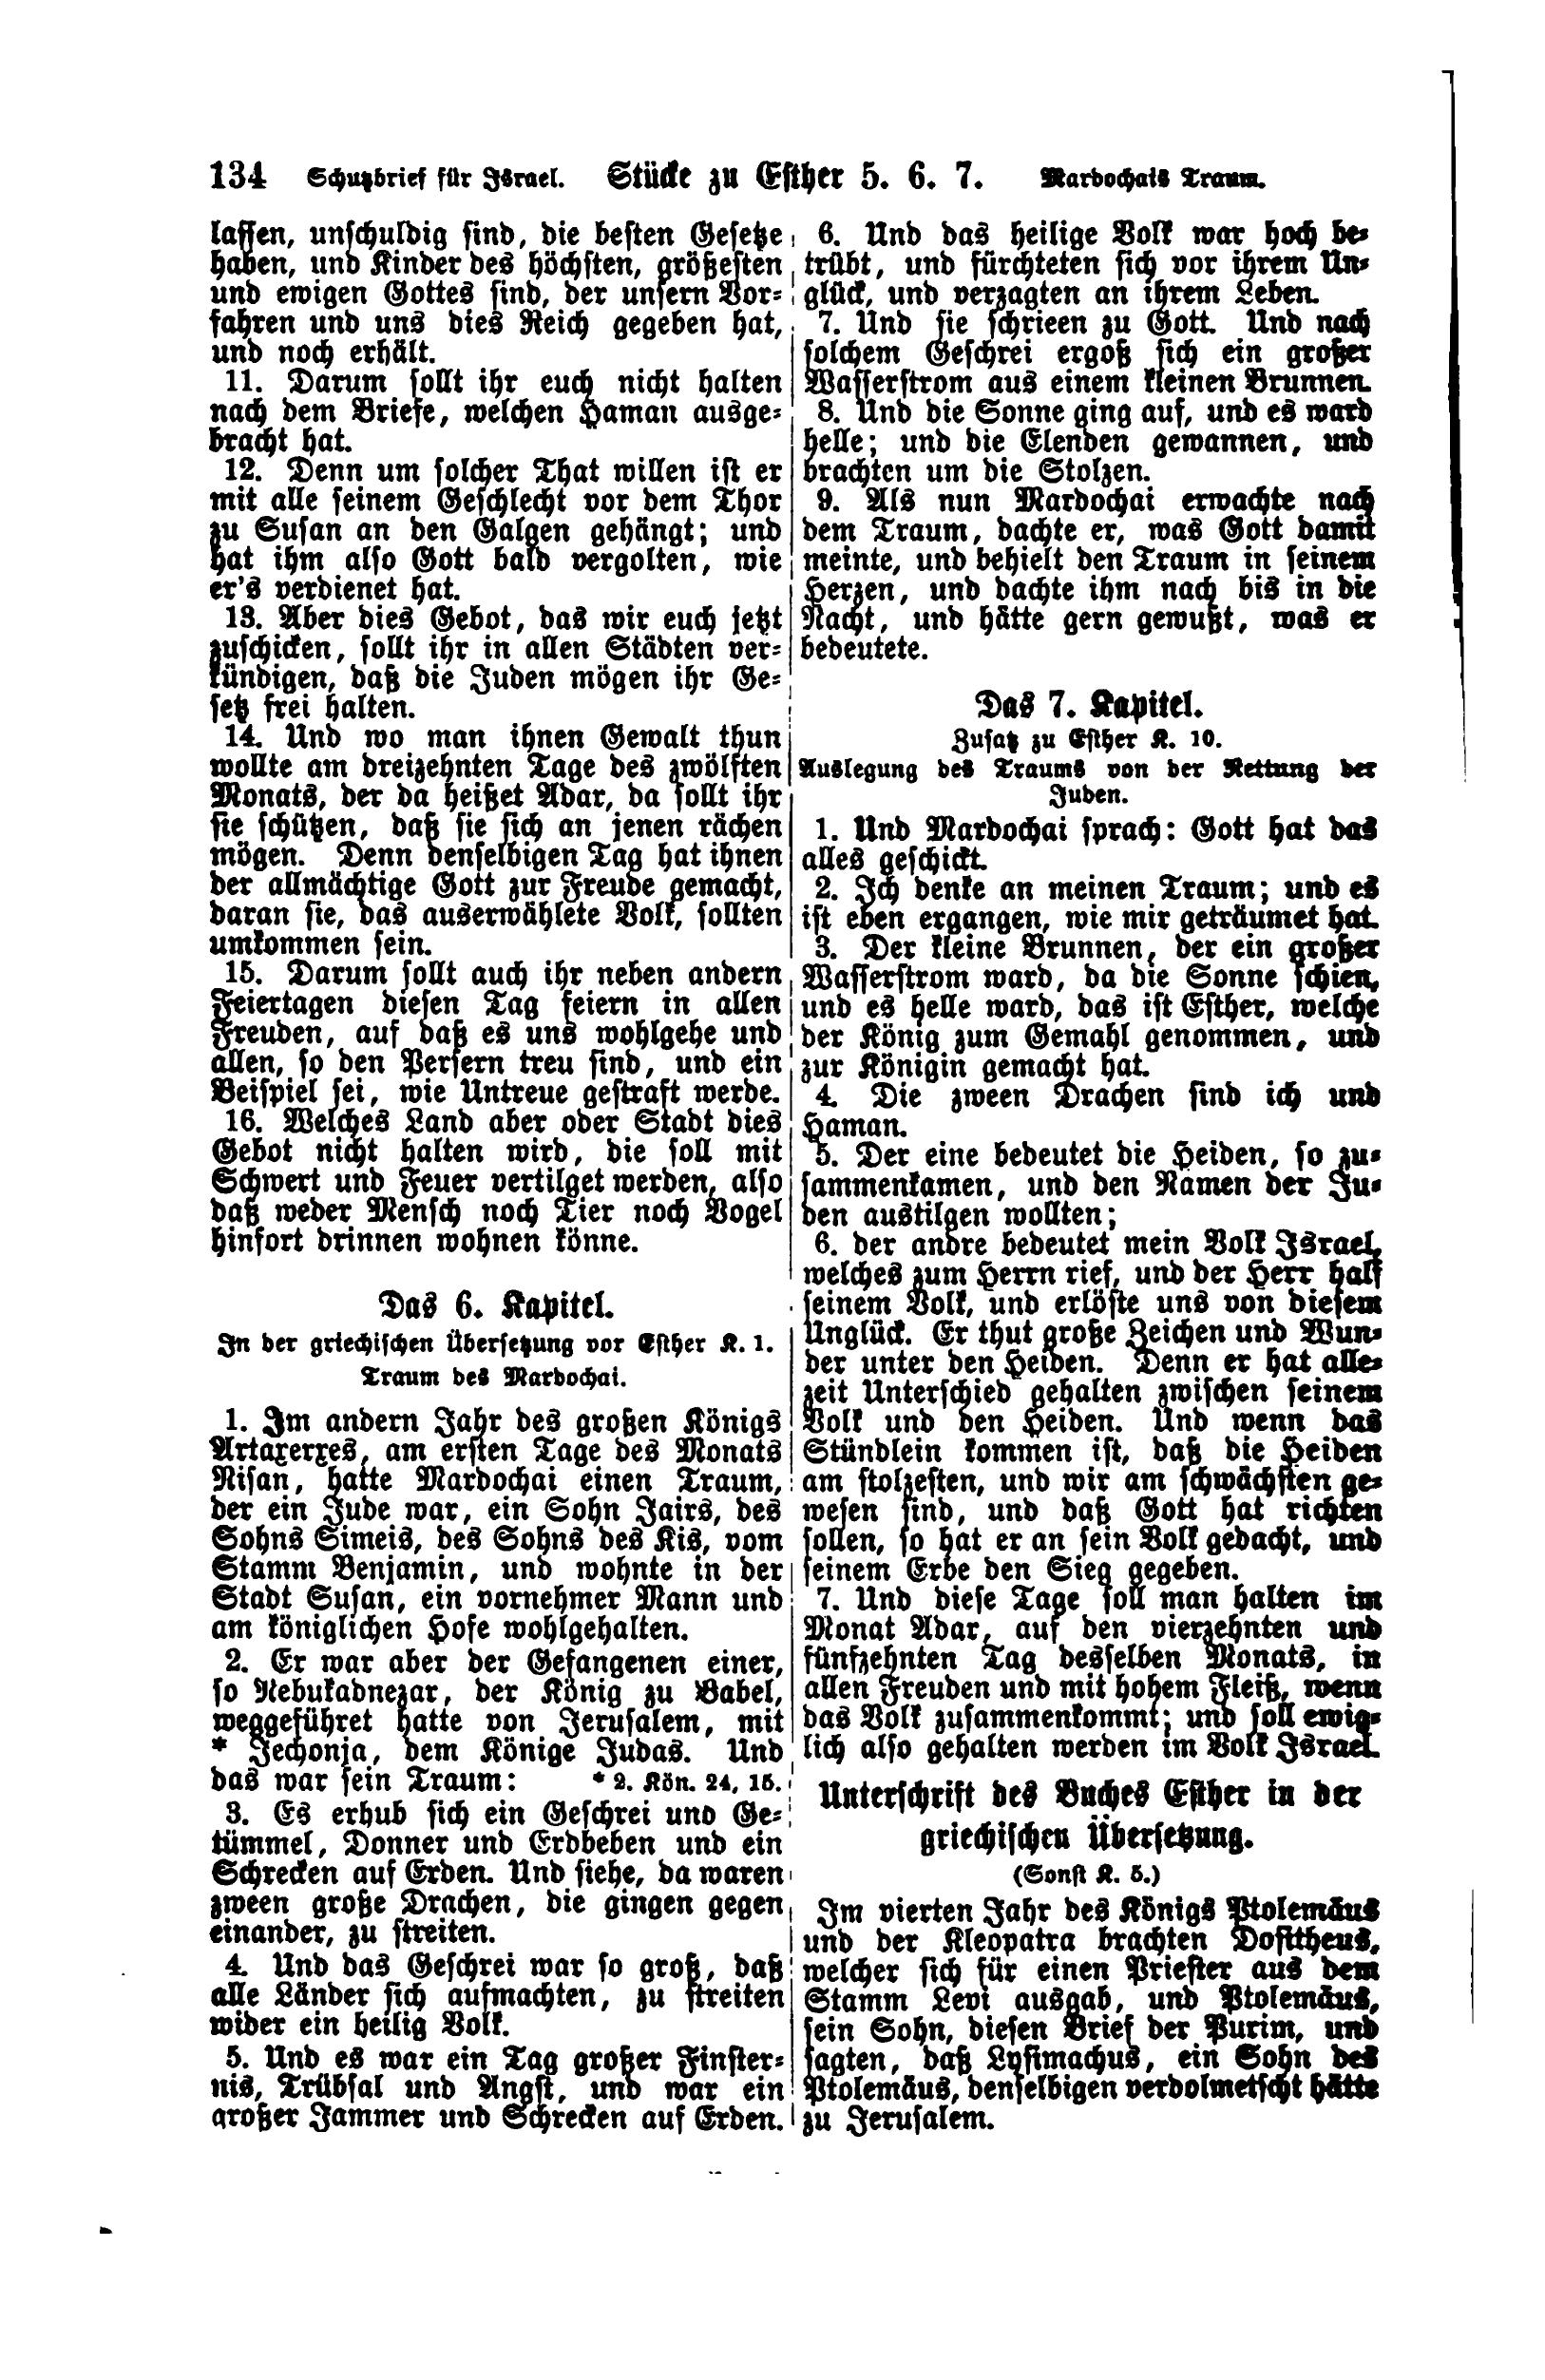 134 Schutzbrief für Israel. Stücke zu Esther 5. 6. 7. Mardochais Traum.
lassen, unschuldig sind, die besten Gesetze
haben, und Kinder des höchsten, größesten
und ewigen Gottes sind, der unsern Vor-
fahren und uns dies Reich gegeben hat,
und noch erhält.
11. Darum sollt ihr euch nicht halten
nach dem Briefe, welchen Haman ausge-
bracht hat.
12. Denn um solcher That willen ist er
mit alle seinem Geschlecht vor dem Thor
zu Susan an den Galgen gehängt; und
hat ihm also Gott bald vergolten, wie
er's verdienet hat.
13. Aber dies Gebot, das wir euch jetzt
zuschicken, sollt ihr in allen Städten ver-
kündigen, daß die Juden mögen ihr Ge-
setz frei halten.
14. Und wo man ihnen Gewalt thun
wollte am dreizehnten Tage des zwölften
Monats, der da heißet Adar, da sollt ihr
sie schützen, daß sie sich an jenen rächen
mögen. Denn denselbigen Tag hat ihnen
der allmächtige Gott zur Freude gemacht,
daran sie, das auserwählete Volk, sollten
umkommen sein.
15. Darum sollt auch ihr neben andern
Feiertagen diesen Tag feiern in allen
Freuden, auf daß es uns wohlgehe und
allen, so den Persern treu sind, und ein
Beispiel sei, wie Untreue gestraft werde.
16. Welches Land aber oder Stadt dies
Gebot nicht halten wird, die soll mit
Schwert und Feuer vertilget werden, also
daß weder Mensch noch Tier noch Vogel
hinfort drinnen wohnen könne.
Das 6. Kapitel.
In der griechischen Übersetzung vor Esther K. 1.
Traum des Mardochai.
1. Im andern Jahr des großen Königs
Artaxerxes, am ersten Tage des Monats
Nisan, hatte Mardochai einen Traum,
der ein Jude war, ein Sohn Jairs, des
Sohns Simeis, des Sohns des Kis, vom
Stamm Benjamin, und wohnte in der
Stadt Susan, ein vornehmer Mann und
am königlichen Hofe wohlgehalten.
2. Er war aber der Gefangenen einer,
so Nebukadnezar, der König zu Babel,
weggeführet hatte von Jerusalem, mit
* Jechonja, dem Könige Judas. Und
das war sein Traum: * 2. Kön. 24, 15.
3. Es erhub sich ein Geschrei und Ge-
tümmel, Donner und Erdbeben und ein
Schrecken auf Erden. Und siehe, da waren
zween große Drachen, die gingen gegen
einander, zu streiten.
4. Und das Geschrei war so groß, daß
alle Länder sich aufmachten, zu streiten
wider ein heilig Volk.
5. Und es war ein Tag großer Finster-
nis, Trübsal und Angst, und war ein
großer Jammer und Schrecken auf Erden.
6. Und das heilige Volk war hoch be-
trübt, und fürchteten sich vor ihrem Un-
glück, und verzagten an ihrem Leben.
7. Und sie schrieen zu Gott. Und nach
solchem Geschrei ergoß sich ein großer
Wasserstrom aus einem kleinen Brunnen.
8. Und die Sonne ging auf, und es ward
helle; und die Elenden gewannen, und
brachten um die Stolzen.
9. Als nun Mardochai erwachte nach
dem Traum, dachte er, was Gott damit
meinte, und behielt den Traum in seinem
Herzen, und dachte ihm nach bis in die
Nacht, und hätte gern gewußt, was er
bedeutete.
Das 7. Kapitel.
Zusatz zu Esther K. 10.
Auslegung des Traums von der Rettung der
Juden.
1. Und Mardochai sprach: Gott hat das
alles geschickt.
2. Ich denke an meinen Traum; und es
ist eben ergangen, wie mir geträumet hat.
3. Der kleine Brunnen, der ein großer
Wasserstrom ward, da die Sonne schien,
und es helle ward, das ist Esther, welche
der König zum Gemahl genommen, und
zur Königin gemacht hat.
4. Die zween Drachen sind ich und
Haman.
5. Der eine bedeutet die Heiden, so zu-
sammenkamen, und den Namen der Ju-
den austilgen wollten;
6. der andre bedeutet mein Volk Israel,
welches zum Herrn rief, und der Herr half
seinem Volk, und erlöste uns von diesem
Unglück. Er thut große Zeichen und Wun-
der unter den Heiden. Denn er hat alle-
zeit Unterschied gehalten zwischen seinem
Volk und den Heiden. Und wenn das
Stündlein kommen ist, daß die Heiden
am stolzesten, und wir am schwächsten ge-
wesen sind, und daß Gott hat richten
sollen, so hat er an sein Volk gedacht, und
seinem Erbe den Sieg gegeben.
7. Und diese Tage soll man halten im
Monat Adar, auf den vierzehnten und
fünfzehnten Tag desselben Monats, in
allen Freuden und mit hohem Fleiß, wenn
das Volk zusammenkommt; und soll ewig-
lich also gehalten werden im Volk Israel.
Unterschrift des Buches Esther in der
griechischen Übersetzung.
(Sonst K. 5.)
Im vierten Jahr des Königs Ptolemäus
und der Kleopatra brachten Dositheus,
welcher sich für einen Priester aus dem
Stamm Levi ausgab, und Ptolemäus,
sein Sohn, diesen Brief der Purim, und
sagten, daß Lysimachus, ein Sohn des
Ptolemäus, denselbigen verdolmetscht hätte
zu Jerusalem.